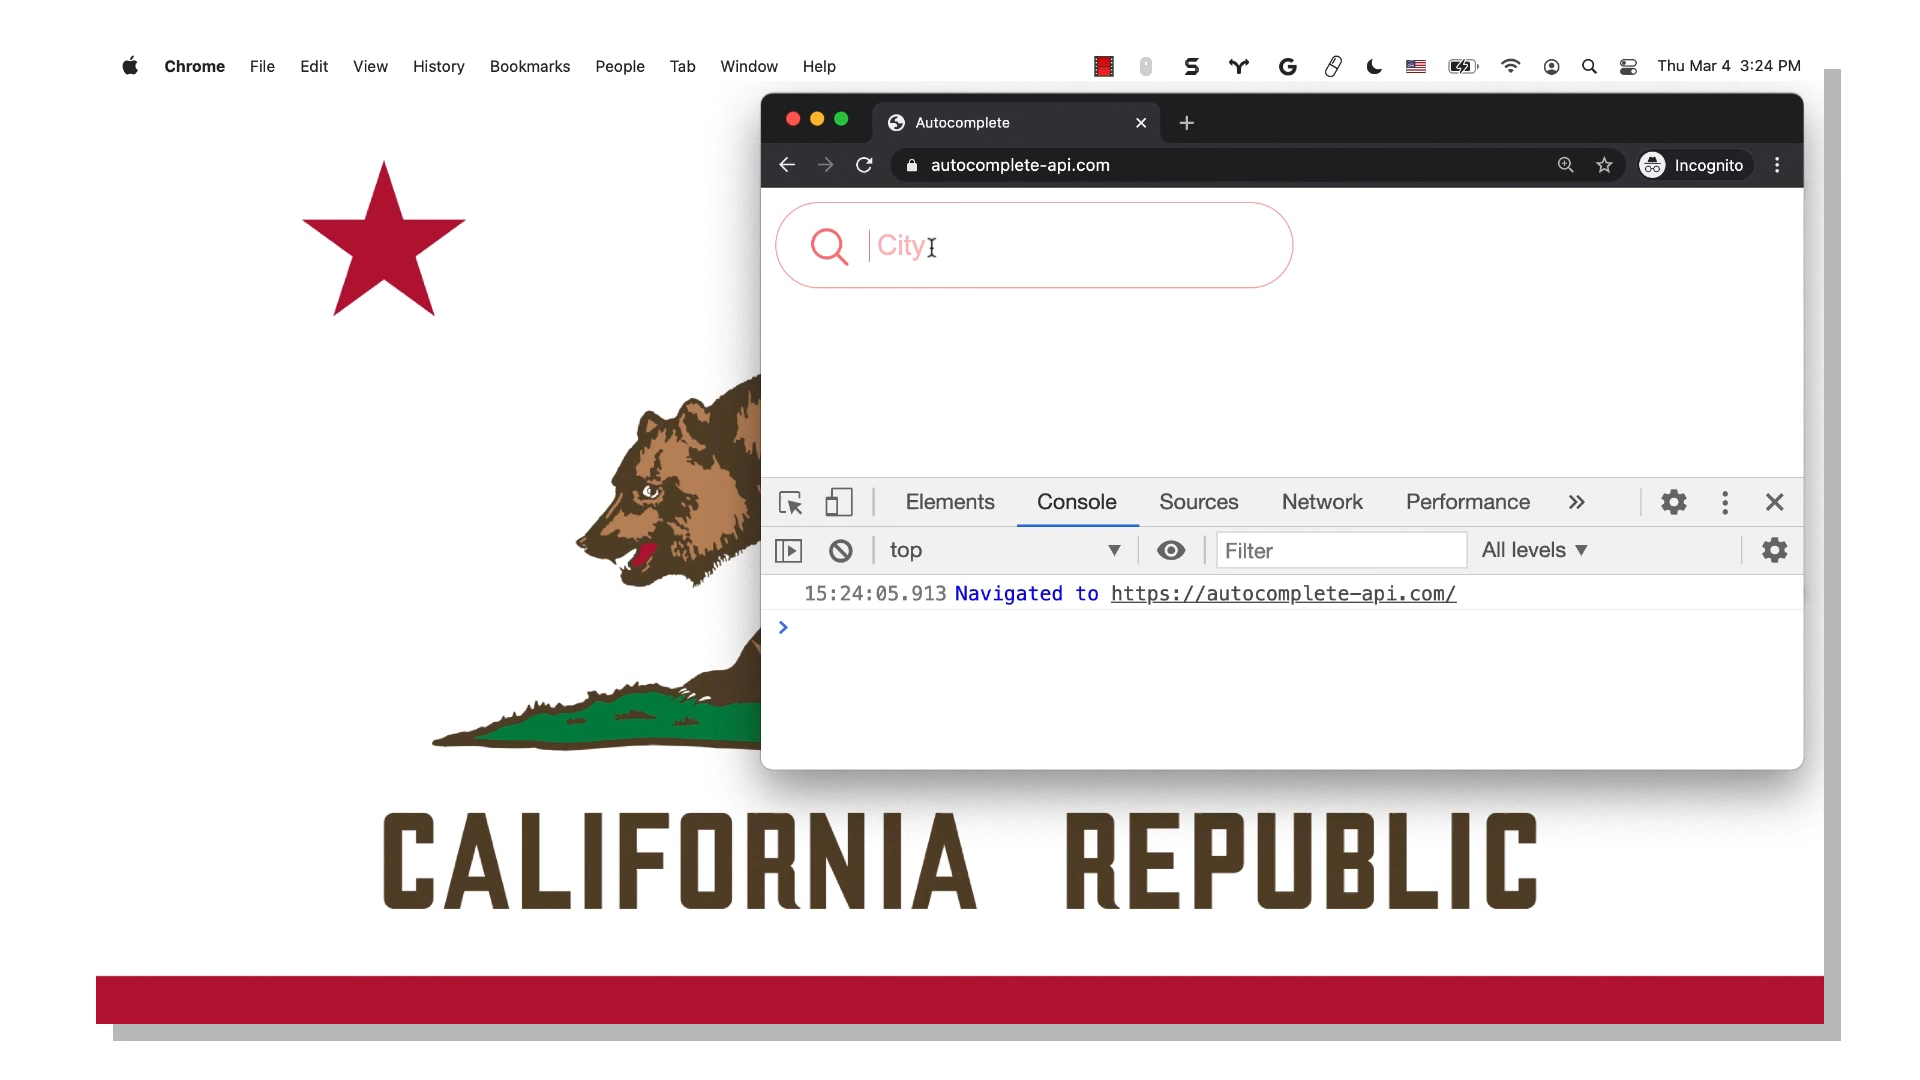 Chrome File Edit View History Bookmarks People Tab Window Help Thu Mar 4 3:24 PM
Autocomplete
autocomplete-api.com Incognito
City
Elements Console Sources Network Performance
top Filter All levels
15:24:05.913 Navigated to https://autocomplete-api.com/
CALIFORNIA REPUBLIC